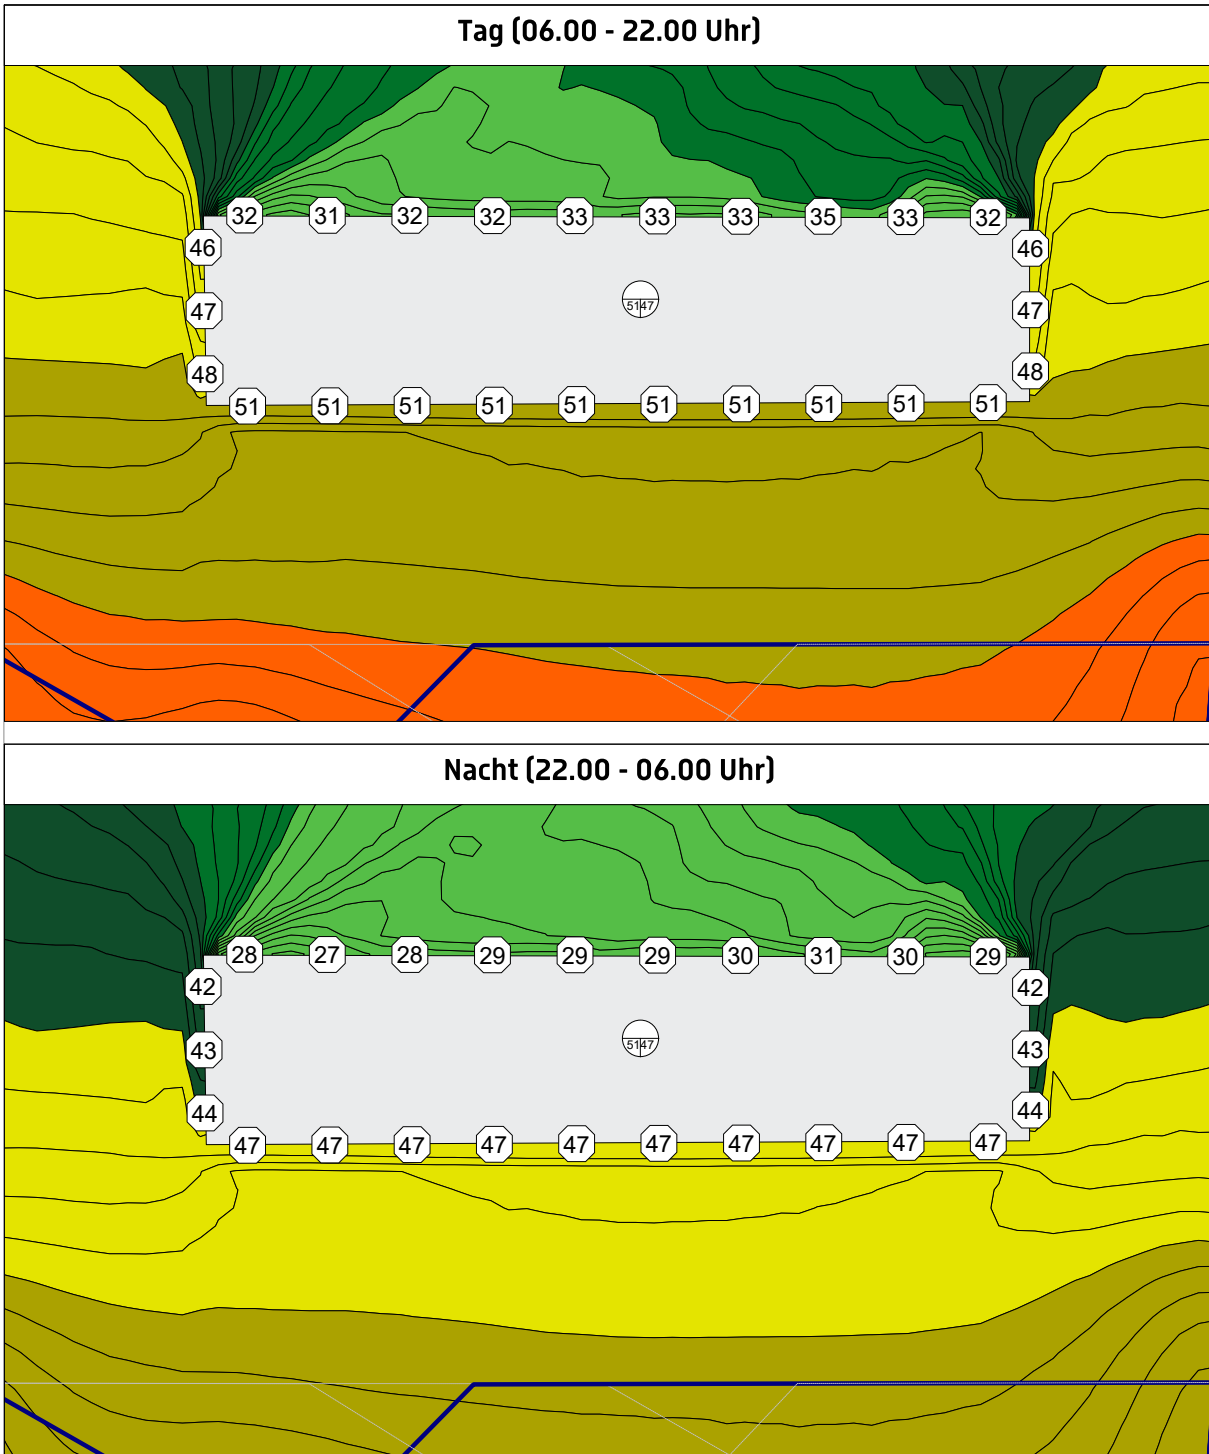 Tag (06.00 - 22.00 Uhr)
32 31 32 32 33 33 33 35 33 32
46 46
47 5147 47
48 48
51 51 51 51 51 51 51 51 51 51
Nacht (22.00 - 06.00 Uhr)
28 27 28 29 29 29 30 31 30 29
42 42
43 5147 43
44 44
47 47 47 47 47 47 47 47 47 47